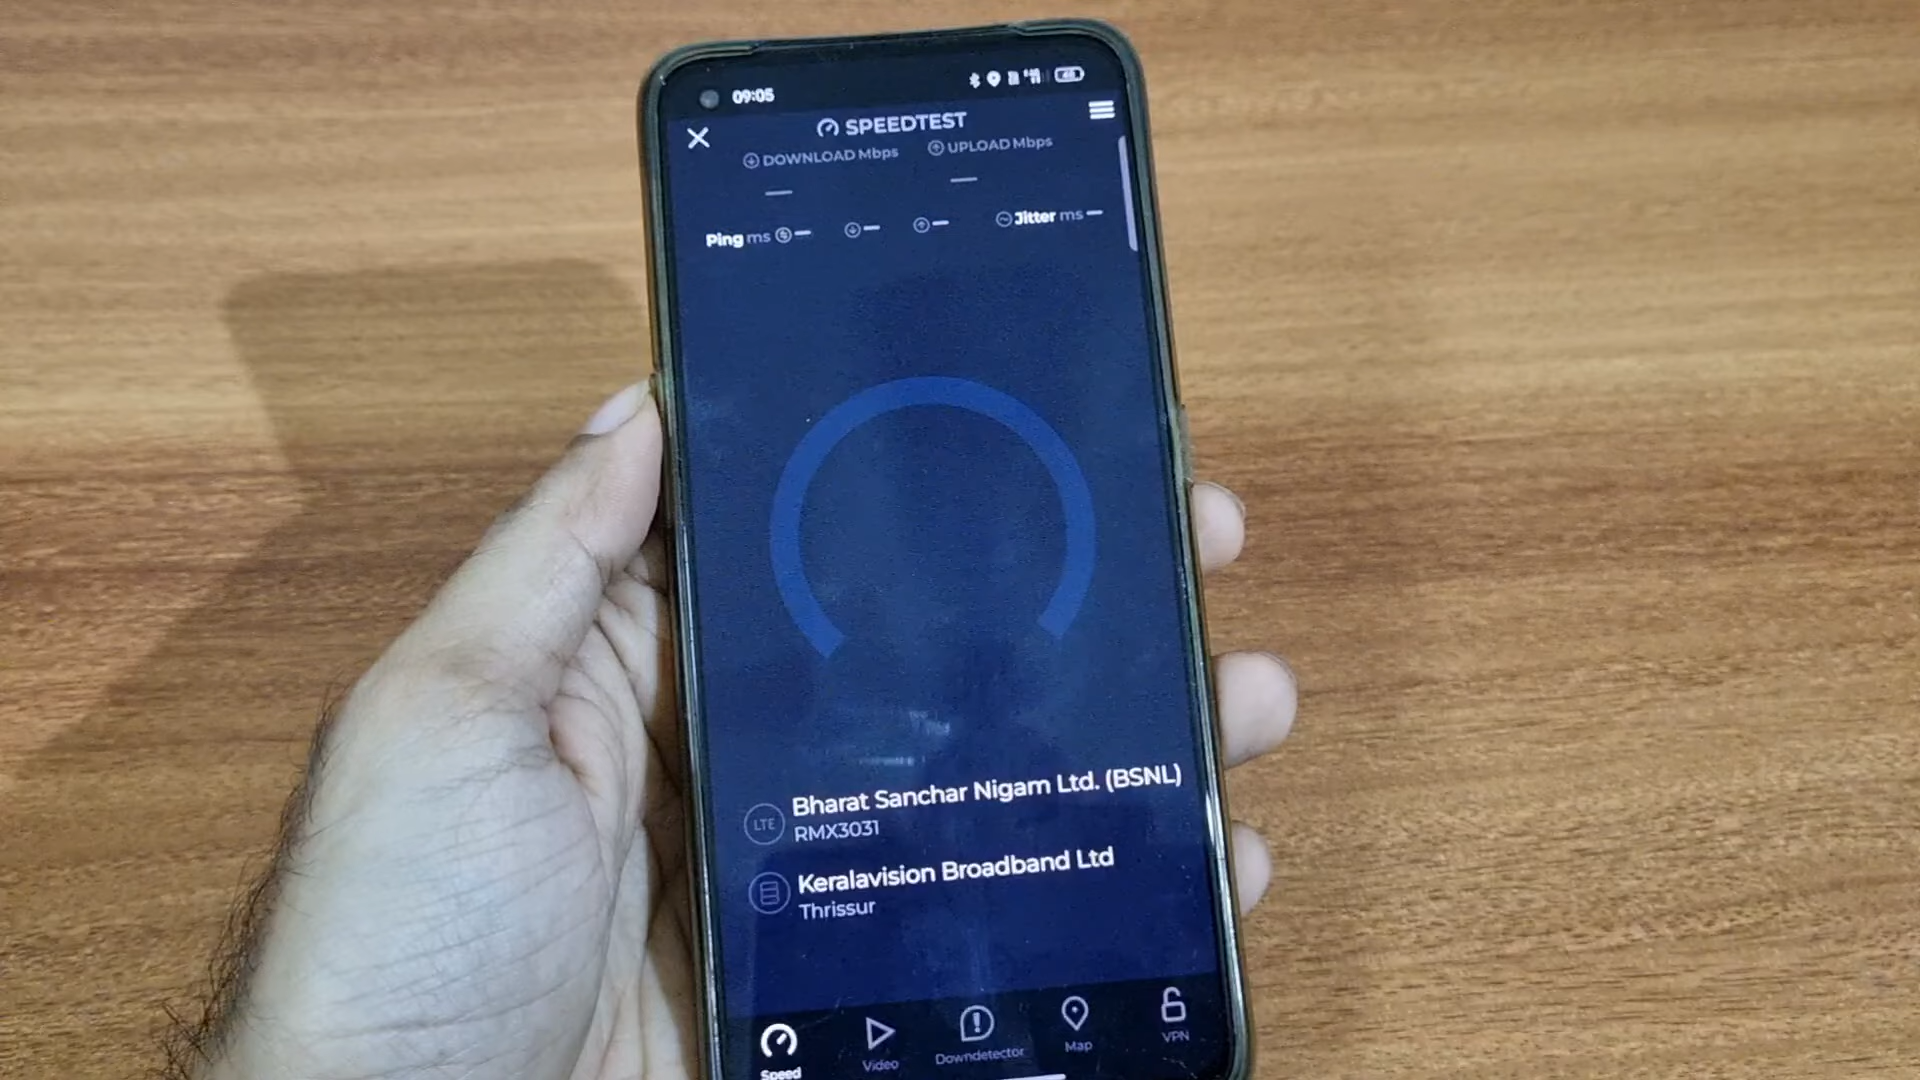 09:05
SPEEDTEST
DOWNLOAD Mbps
UPLOAD Mbps
Ping ms
Jitter ms
Bharat Sanchar Nigam Ltd. (BSNL)
LTE
RMX3031
Keralavision Broadband Ltd
Thrissur
Speed
Video
Downdetector
Map
VPN